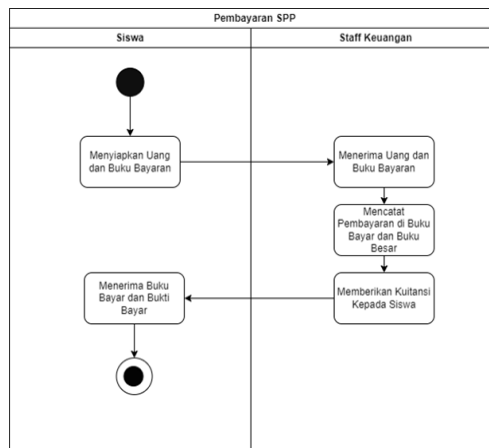 Pembayaran SPP
Siswa
Staff Keuangan
Menyiapkan Uang
dan Buku Bayaran
Menerima Uang dan
Buku Bayaran
Mencatat
Pembayaran di Buku
Bayar dan Buku
Besar
Memberikan Kuitansi
Kepada Siswa
Menerima Buku
Bayar dan Bukti
Bayar